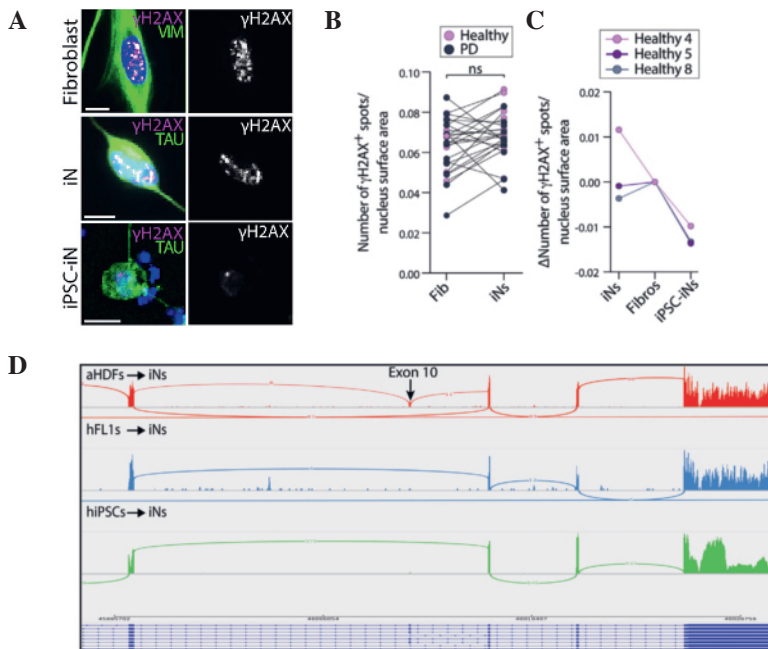 A
Fibroblast
γH2AX
VIM
γH2AX
iN
γH2AX
TAU
γH2AX
iPSC-iN
γH2AX
TAU
γH2AX
B
Healthy
PD
ns
Number of γH2AX+ spots/
nucleus surface area
0.10
0.08
0.06
0.04
0.02
0.00
Fib
iNs
C
Healthy 4
Healthy 5
Healthy 8
ΔNumber of γH2AX+ spots/
nucleus surface area
0.02
0.01
0.00
-0.01
-0.02
iNs
Fibros
iPSC-iNs
D
aHDFs → iNs
Exon 10
hFL1s → iNs
hiPSCs → iNs